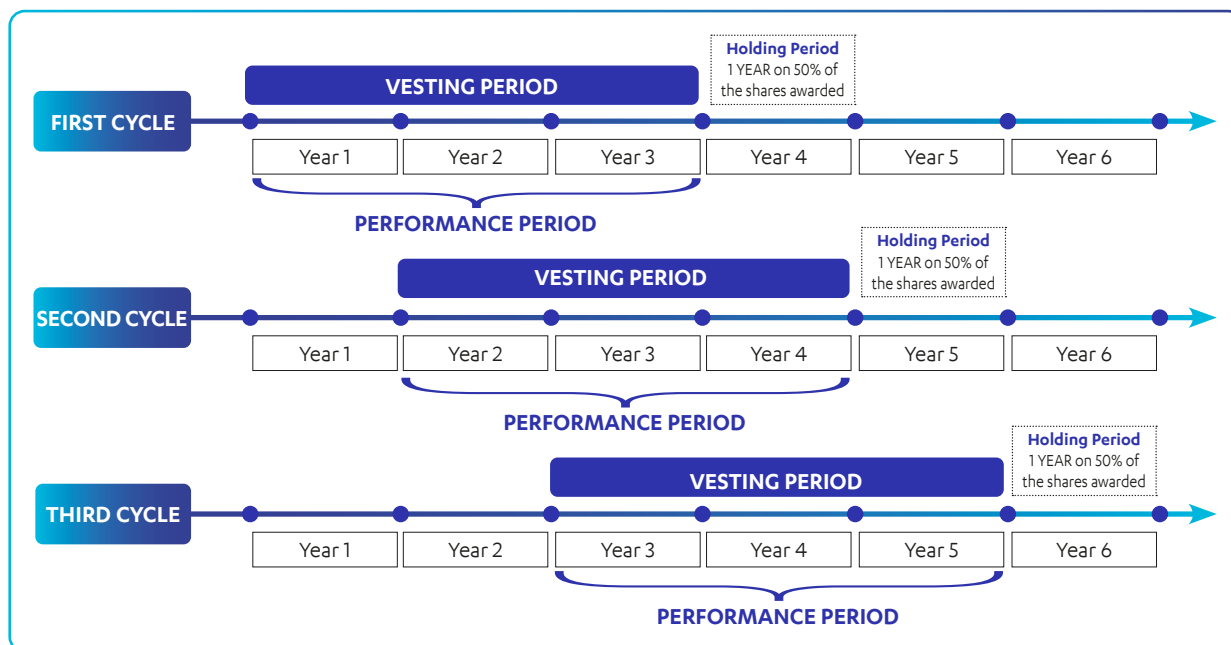 Holding Period
1 YEAR on 50% of
the shares awarded
VESTING PERIOD
FIRST CYCLE
Year 1
Year 2
Year 3
Year 4
Year 5
Year 6
PERFORMANCE PERIOD
Holding Period
1 YEAR on 50% of
the shares awarded
VESTING PERIOD
SECOND CYCLE
Year 1
Year 2
Year 3
Year 4
Year 5
Year 6
PERFORMANCE PERIOD
Holding Period
1 YEAR on 50% of
the shares awarded
VESTING PERIOD
THIRD CYCLE
Year 1
Year 2
Year 3
Year 4
Year 5
Year 6
PERFORMANCE PERIOD